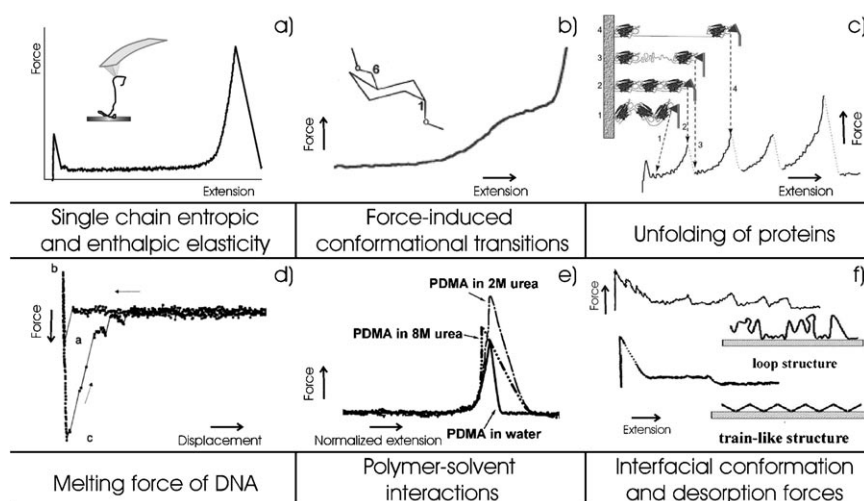 a)
Force
Extension
b)
6
1
Force
Extension
c)
4
3
2
1
1
2
3
4
Force
Extension
Single chain entropic
and enthalpic elasticity
Force-induced
conformational transitions
Unfolding of proteins
d)
b
Force
a
c
Displacement
e)
PDMA in 2M urea
PDMA in 8M urea
Force
PDMA in water
Normalized extension
f)
Force
loop structure
Extension
train-like structure
Melting force of DNA
Polymer-solvent
interactions
Interfacial conformation
and desorption forces